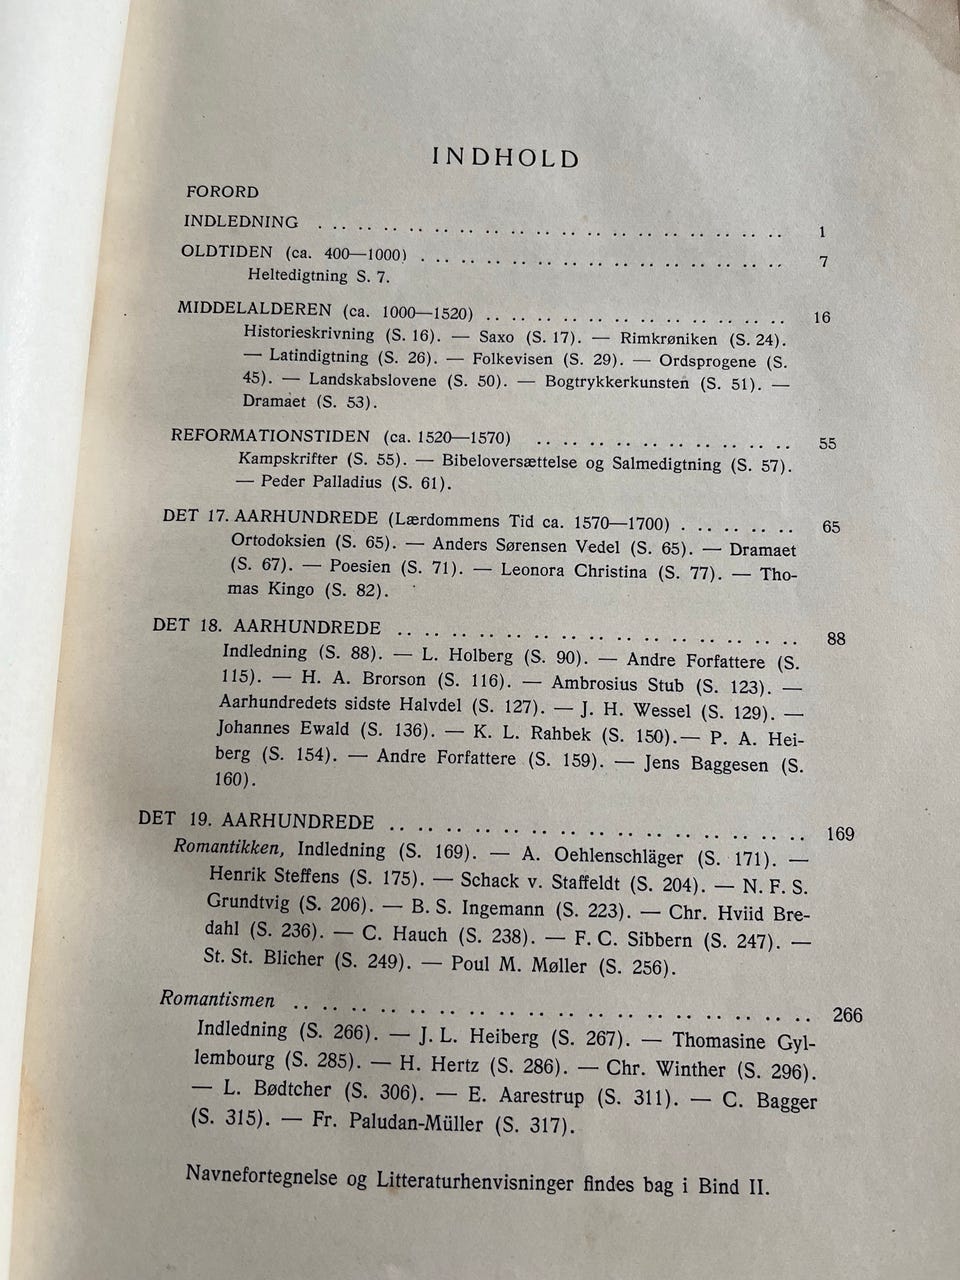 INDHOLD
FORORD
INDLEDNING . .. .. .. .. .. .. .. .. .. .. .. .. .. .. .. .. .. .. 1
OLDTIDEN (ca. 400—1000) . .. .. .. .. .. .. .. .. .. .. .. .. .. .. 7
Heltedigtning S. 7.
MIDDELALDEREN (ca. 1000—1520) .. .. .. .. .. .. .. .. .. .. .. .. 16
Historieskrivning (S. 16). — Saxo (S. 17). — Rimkrøniken (S. 24).
— Latindigtning (S. 26). — Folkevisen (S. 29). — Ordsprogene (S.
45). — Landskabslovene (S. 50). — Bogtrykkerkunsten (S. 51). —
Dramaet (S. 53).
REFORMATIONSTIDEN (ca. 1520—1570) .. .. .. .. .. .. .. .. .. .. 55
Kampskrifter (S. 55). — Bibeloversættelse og Salmedigtning (S. 57).
— Peder Palladius (S. 61).
DET 17. AARHUNDREDE (Lærdommens Tid ca. 1570—1700) . .. .. .. .. 65
Ortodoksien (S. 65). — Anders Sørensen Vedel (S. 65). — Dramaet
(S. 67). — Poesien (S. 71). — Leonora Christina (S. 77). — Tho-
mas Kingo (S. 82).
DET 18. AARHUNDREDE .. .. .. .. .. .. .. .. .. .. .. .. .. .. .. 88
Indledning (S. 88). — L. Holberg (S. 90). — Andre Forfattere (S.
115). — H. A. Brorson (S. 116). — Ambrosius Stub (S. 123). —
Aarhundredets sidste Halvdel (S. 127). — J. H. Wessel (S. 129). —
Johannes Ewald (S. 136). — K. L. Rahbek (S. 150). — P. A. Hei-
berg (S. 154). — Andre Forfattere (S. 159). — Jens Baggesen (S.
160).
DET 19. AARHUNDREDE .. .. .. .. .. .. .. .. .. .. .. .. .. .. .. .. 169
Romantikken, Indledning (S. 169). — A. Oehlenschläger (S. 171). —
Henrik Steffens (S. 175). — Schack v. Staffeldt (S. 204). — N. F. S.
Grundtvig (S. 206). — B. S. Ingemann (S. 223). — Chr. Hviid Bre-
dahl (S. 236). — C. Hauch (S. 238). — F. C. Sibbern (S. 247). —
St. St. Blicher (S. 249). — Poul M. Møller (S. 256).
Romantismen .. .. .. .. .. .. .. .. .. .. .. .. .. .. .. .. .. .. .. 266
Indledning (S. 266). — J. L. Heiberg (S. 267). — Thomasine Gyl-
lembourg (S. 285). — H. Hertz (S. 286). — Chr. Winther (S. 296).
— L. Bødtcher (S. 306). — E. Aarestrup (S. 311). — C. Bagger
(S. 315). — Fr. Paludan-Müller (S. 317).
Navnefortegnelse og Litteraturhenvisninger findes bag i Bind II.